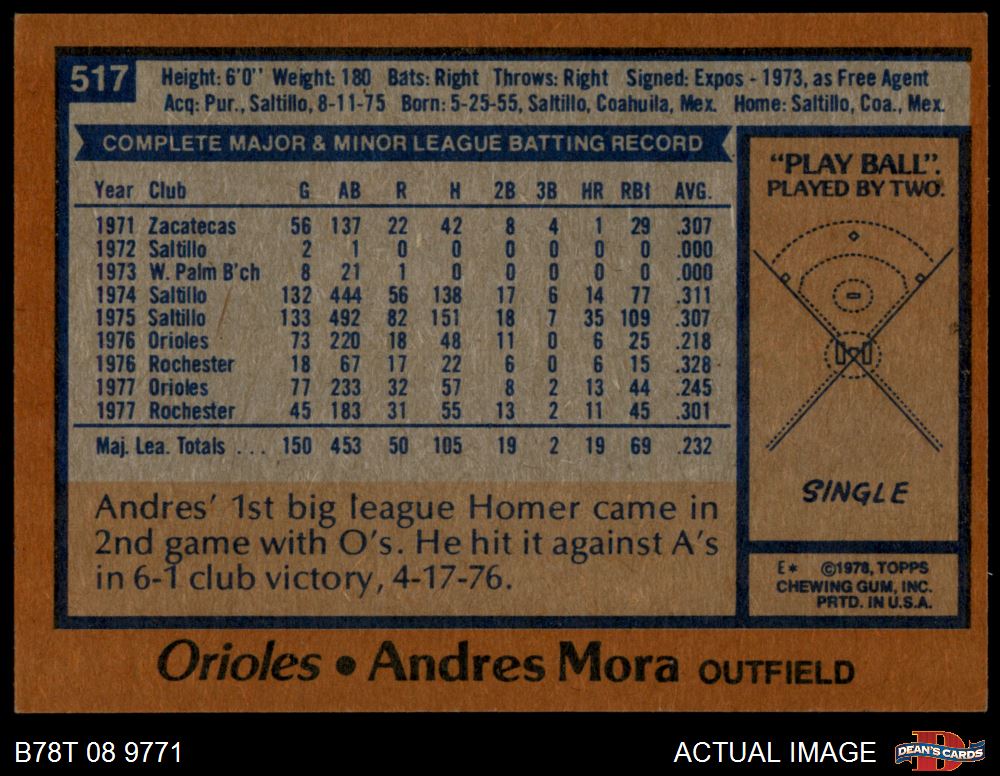 517
Height: 6'0" Weight: 180 Bats: Right Throws: Right Signed: Expos - 1973, as Free Agent
Acq: Pur., Saltillo, 8-11-75 Born: 5-25-55, Saltillo, Coahuila, Mex. Home: Saltillo, Coa., Mex.
COMPLETE MAJOR & MINOR LEAGUE BATTING RECORD
Year Club G AB R H 2B 3B HR RBI AVG.
1971 Zacatecas 56 137 22 42 8 4 1 29 .307
1972 Saltillo 2 1 0 0 0 0 0 0 .000
1973 W. Palm B'ch 8 21 1 0 0 0 0 0 .000
1974 Saltillo 132 444 56 138 17 6 14 77 .311
1975 Saltillo 133 492 82 151 18 7 35 109 .307
1976 Orioles 73 220 18 48 11 0 6 25 .218
1976 Rochester 18 67 17 22 6 0 6 15 .328
1977 Orioles 77 233 32 57 8 2 13 44 .245
1977 Rochester 45 183 31 55 13 2 11 45 .301
Maj. Lea. Totals ... 150 453 50 105 19 2 19 69 .232
Andres' 1st big league Homer came in
2nd game with O's. He hit it against A's
in 6-1 club victory, 4-17-76.
"PLAY BALL".
PLAYED BY TWO.
SINGLE
E* ©1978, TOPPS
CHEWING GUM, INC.
PRTD. IN U.S.A.
Orioles • Andres Mora OUTFIELD
B78T 08 9771
ACTUAL IMAGE
D
DEAN'S CARDS